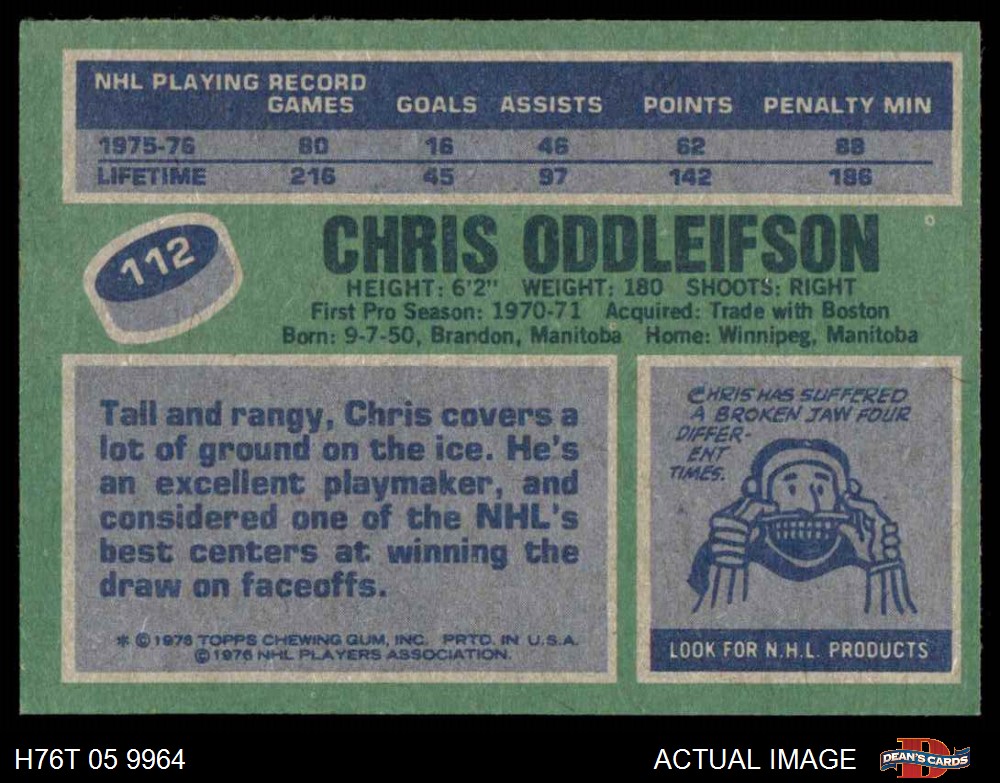 NHL PLAYING RECORD
GAMES GOALS ASSISTS POINTS PENALTY MIN
1975-76 80 16 46 62 88
LIFETIME 216 45 97 142 186
112
CHRIS ODDLEIFSON
HEIGHT: 6'2" WEIGHT: 180 SHOOTS: RIGHT
First Pro Season: 1970-71 Acquired: Trade with Boston
Born: 9-7-50, Brandon, Manitoba Home: Winnipeg, Manitoba
Tall and rangy, Chris covers a
lot of ground on the ice. He's
an excellent playmaker, and
considered one of the NHL's
best centers at winning the
draw on faceoffs.
* © 1976 TOPPS CHEWING GUM, INC. PRTD. IN U.S.A.
© 1976 NHL PLAYERS ASSOCIATION.
CHRIS HAS SUFFERED
A BROKEN JAW FOUR
DIFFER-
ENT
TIMES.
LOOK FOR N.H.L. PRODUCTS
H76T 05 9964
ACTUAL IMAGE
DEAN'S CARDS